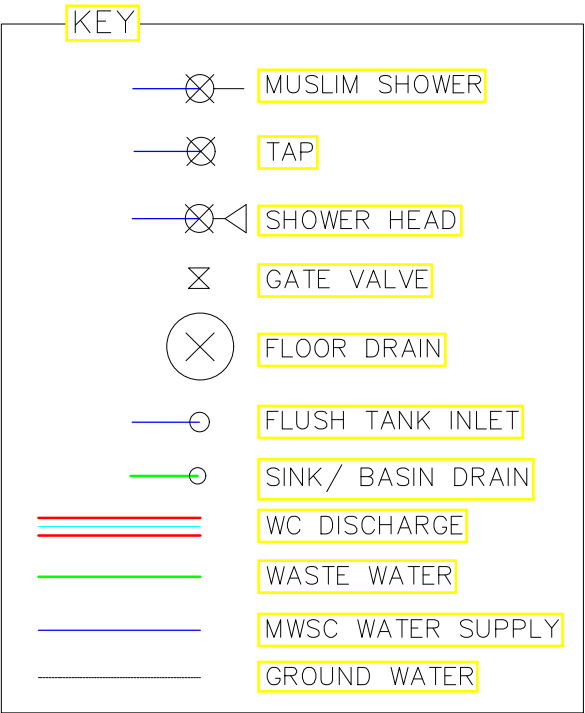 KEY
MUSLIM SHOWER
TAP
SHOWER HEAD
GATE VALVE
FLOOR DRAIN
FLUSH TANK INLET
SINK/ BASIN DRAIN
WC DISCHARGE
WASTE WATER
MWSC WATER SUPPLY
GROUND WATER